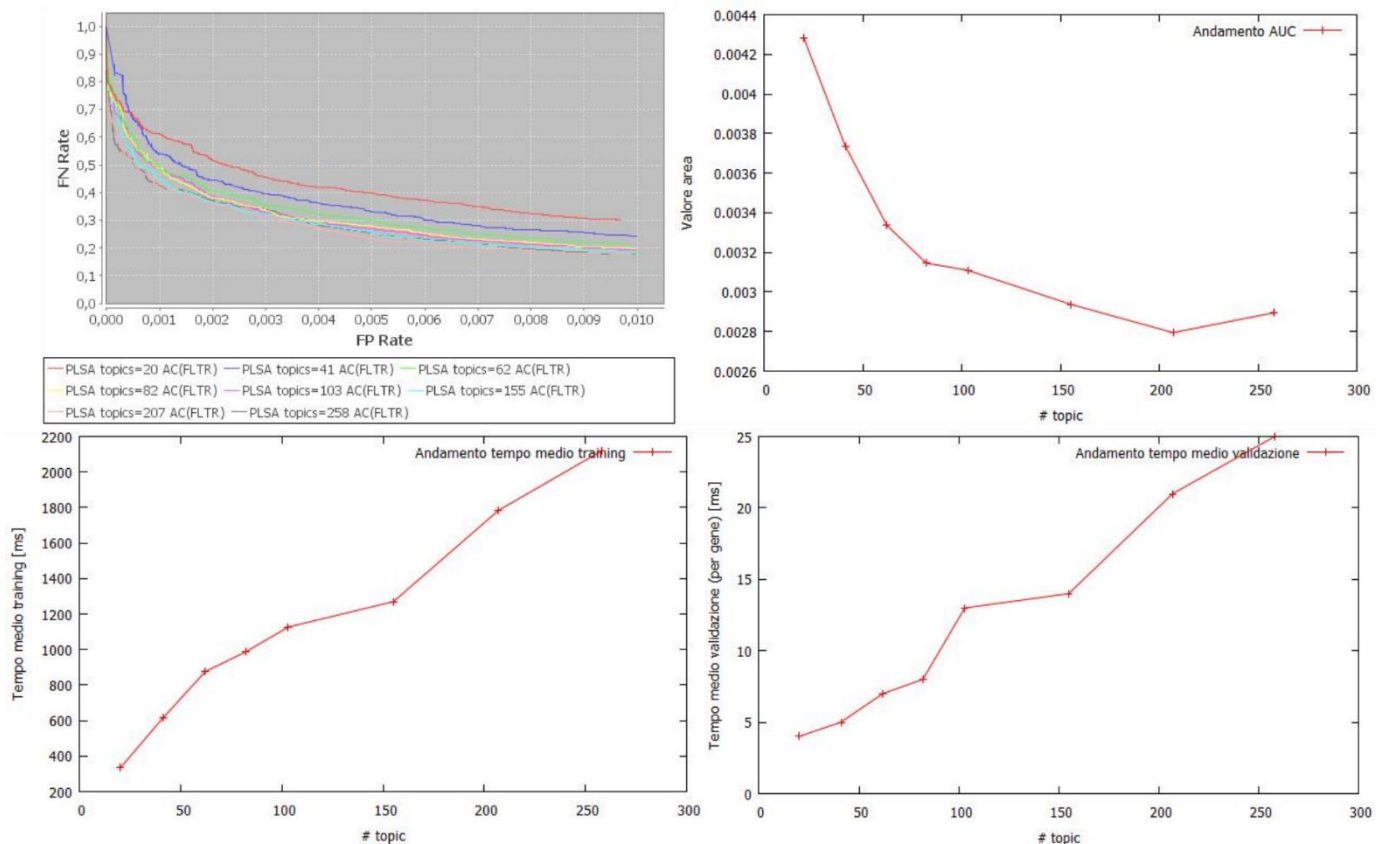 1,0
0,9
0,8
0,7
0,6
0,5
0,4
0,3
0,2
0,1
0,0
FN Rate
0,000 0,001 0,002 0,003 0,004 0,005 0,006 0,007 0,008 0,009 0,010
FP Rate
PLSA topics=20 AC(FLTR) PLSA topics=41 AC(FLTR) PLSA topics=62 AC(FLTR)
PLSA topics=82 AC(FLTR) PLSA topics=103 AC(FLTR) PLSA topics=155 AC(FLTR)
PLSA topics=207 AC(FLTR) PLSA topics=258 AC(FLTR)
0.0044
0.0042
0.004
0.0038
0.0036
0.0034
0.0032
0.003
0.0028
0.0026
Valore area
Andamento AUC
0 50 100 150 200 250 300
# topic
2200
2000
1800
1600
1400
1200
1000
800
600
400
200
Tempo medio training [ms]
Andamento tempo medio training
0 50 100 150 200 250 300
# topic
25
20
15
10
5
0
Tempo medio validazione (per gene) [ms]
Andamento tempo medio validazione
0 50 100 150 200 250 300
# topic